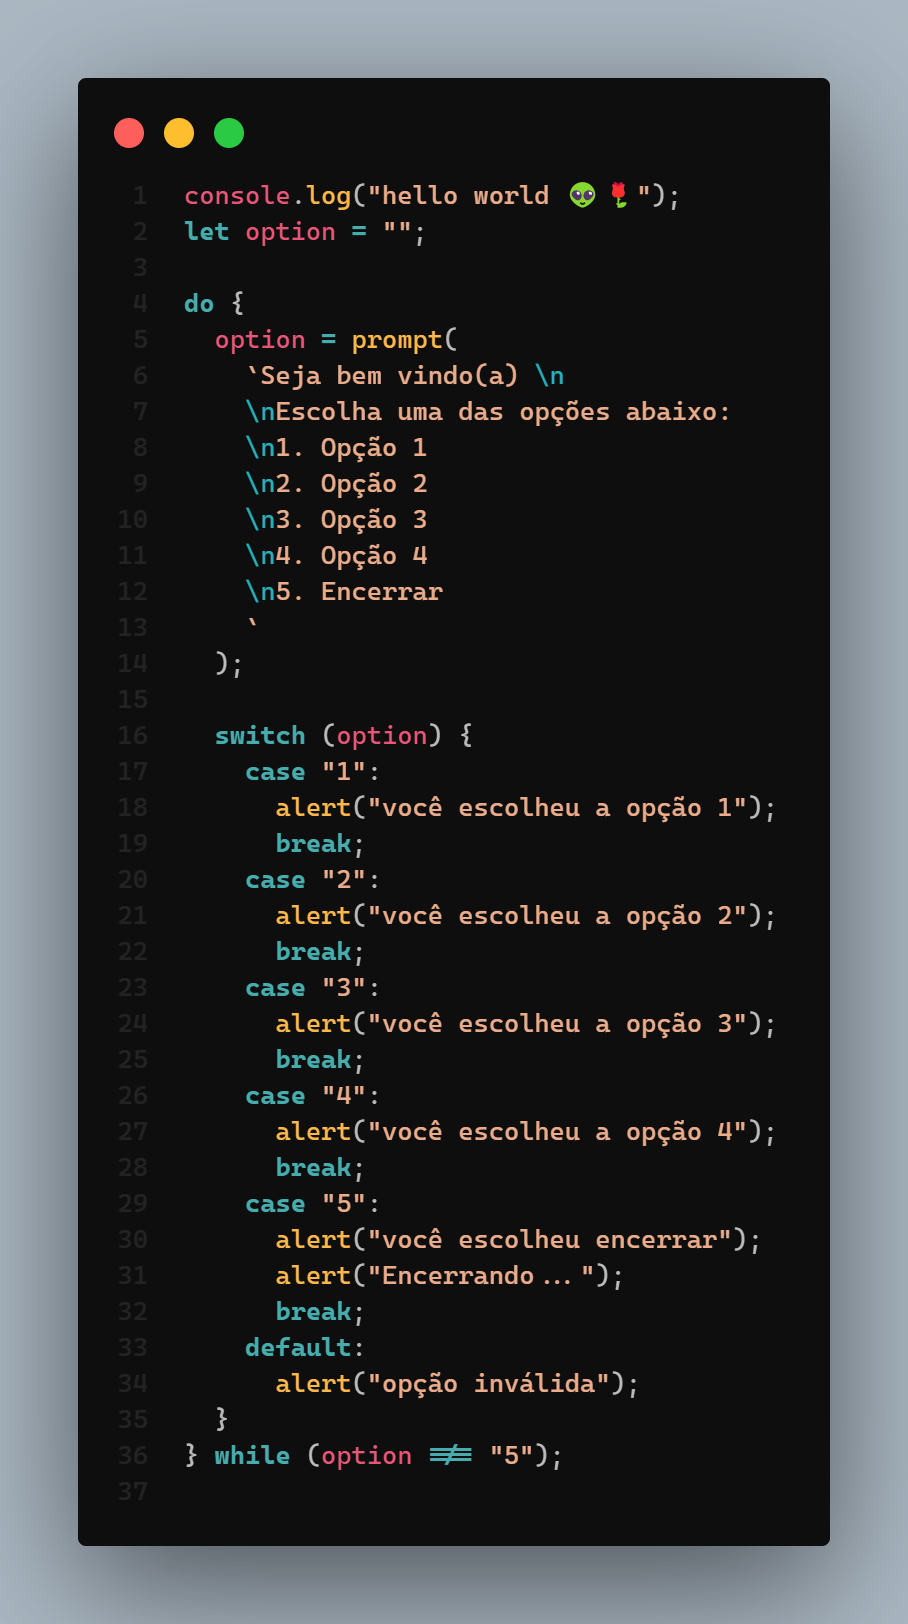 1 console.log("hello world 👽🌹");
2 let option = "";
3
4 do {
5   option = prompt(
6     `Seja bem vindo(a) \n
7     \nEscolha uma das opções abaixo:
8     \n1. Opção 1
9     \n2. Opção 2
10     \n3. Opção 3
11     \n4. Opção 4
12     \n5. Encerrar
13     `
14   );
15
16   switch (option) {
17     case "1":
18       alert("você escolheu a opção 1");
19       break;
20     case "2":
21       alert("você escolheu a opção 2");
22       break;
23     case "3":
24       alert("você escolheu a opção 3");
25       break;
26     case "4":
27       alert("você escolheu a opção 4");
28       break;
29     case "5":
30       alert("você escolheu encerrar");
31       alert("Encerrando...");
32       break;
33     default:
34       alert("opção inválida");
35   }
36 } while (option !== "5");
37